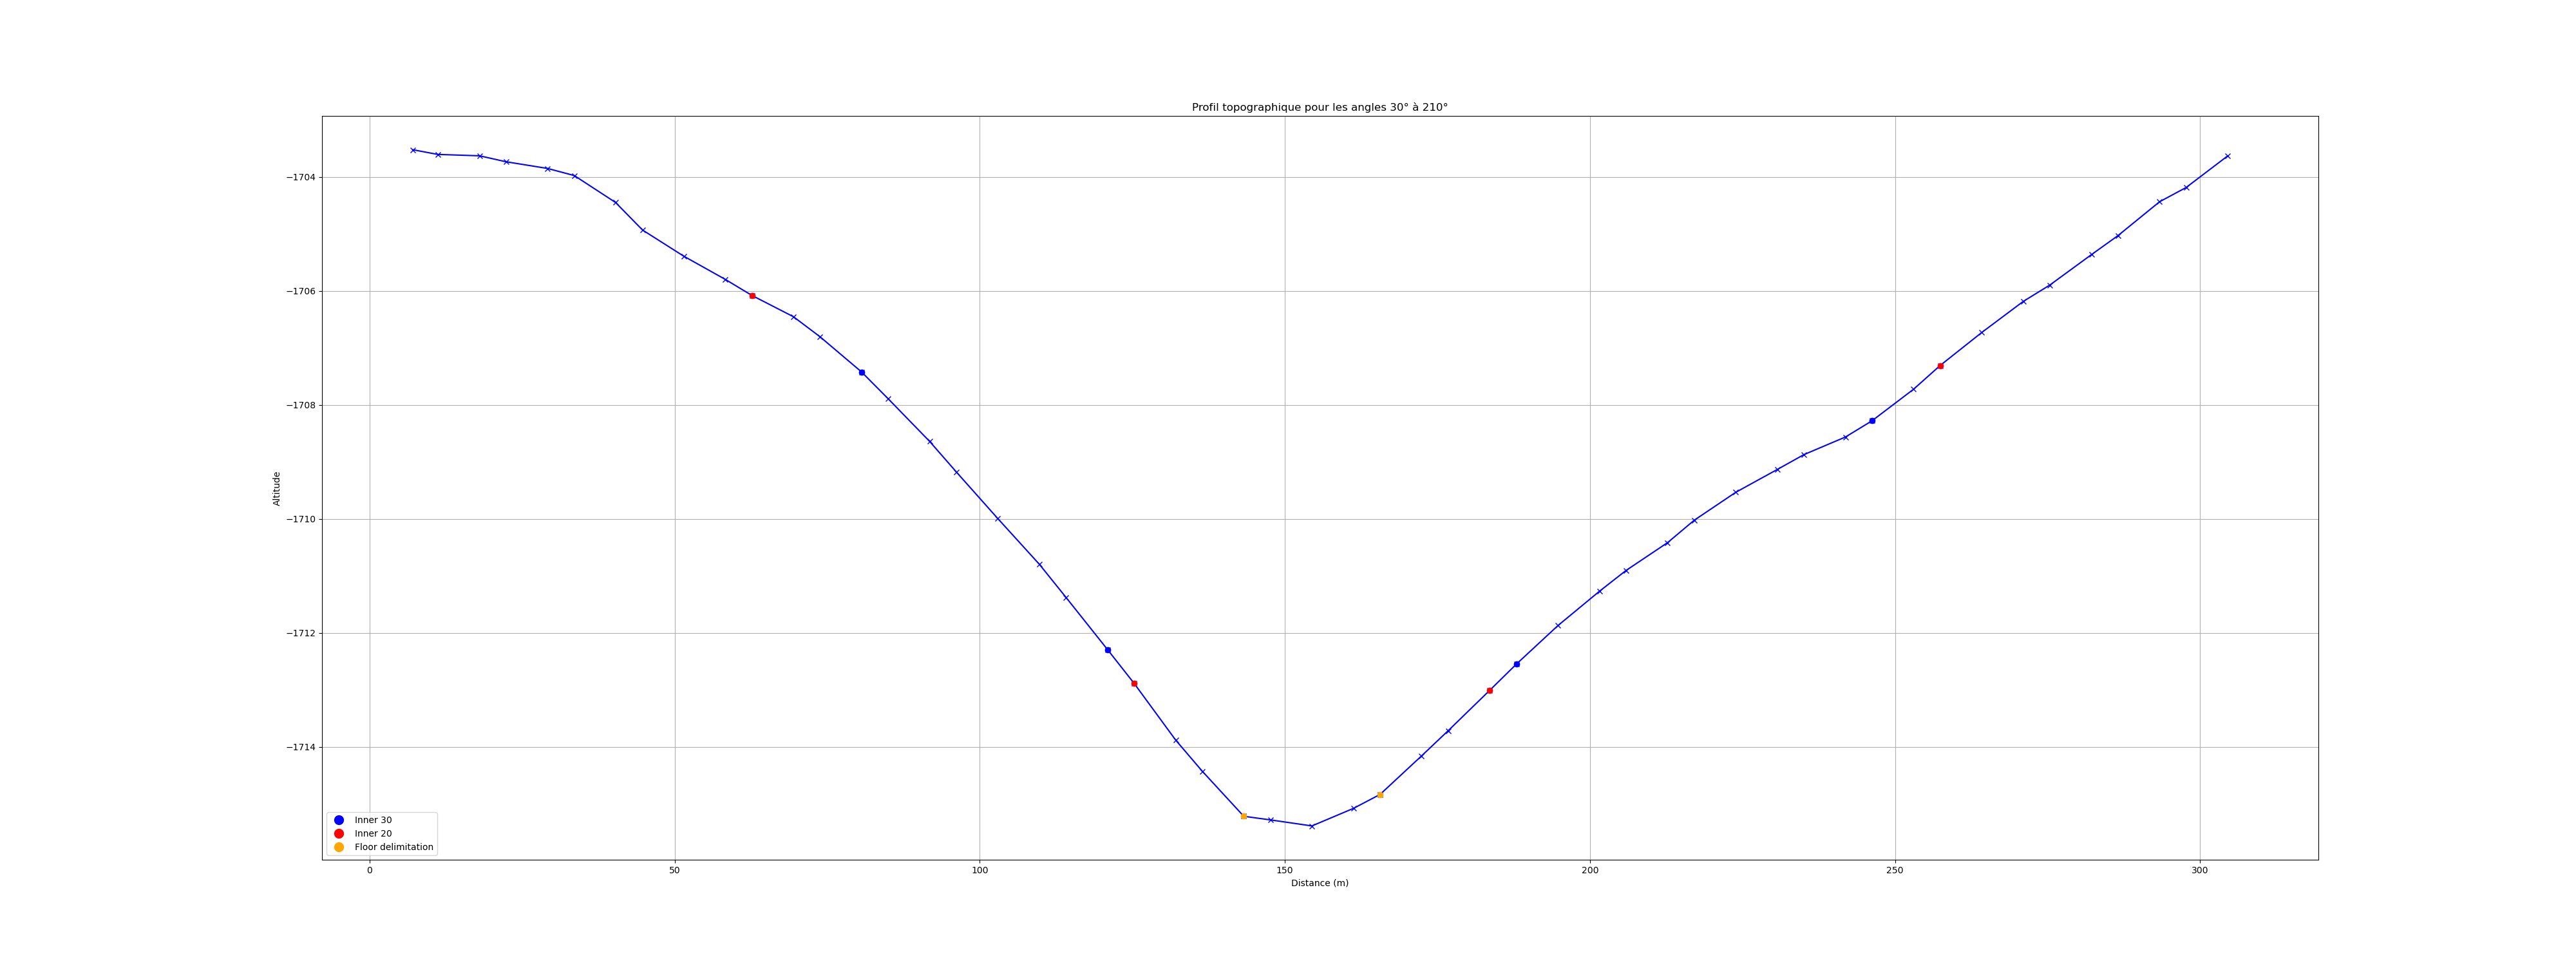 Profil topographique pour les angles 30° à 210°
Altitude
−1704
−1706
−1708
−1710
−1712
−1714
Inner 30
Inner 20
Floor delimitation
0 50 100 150 200 250 300
Distance (m)